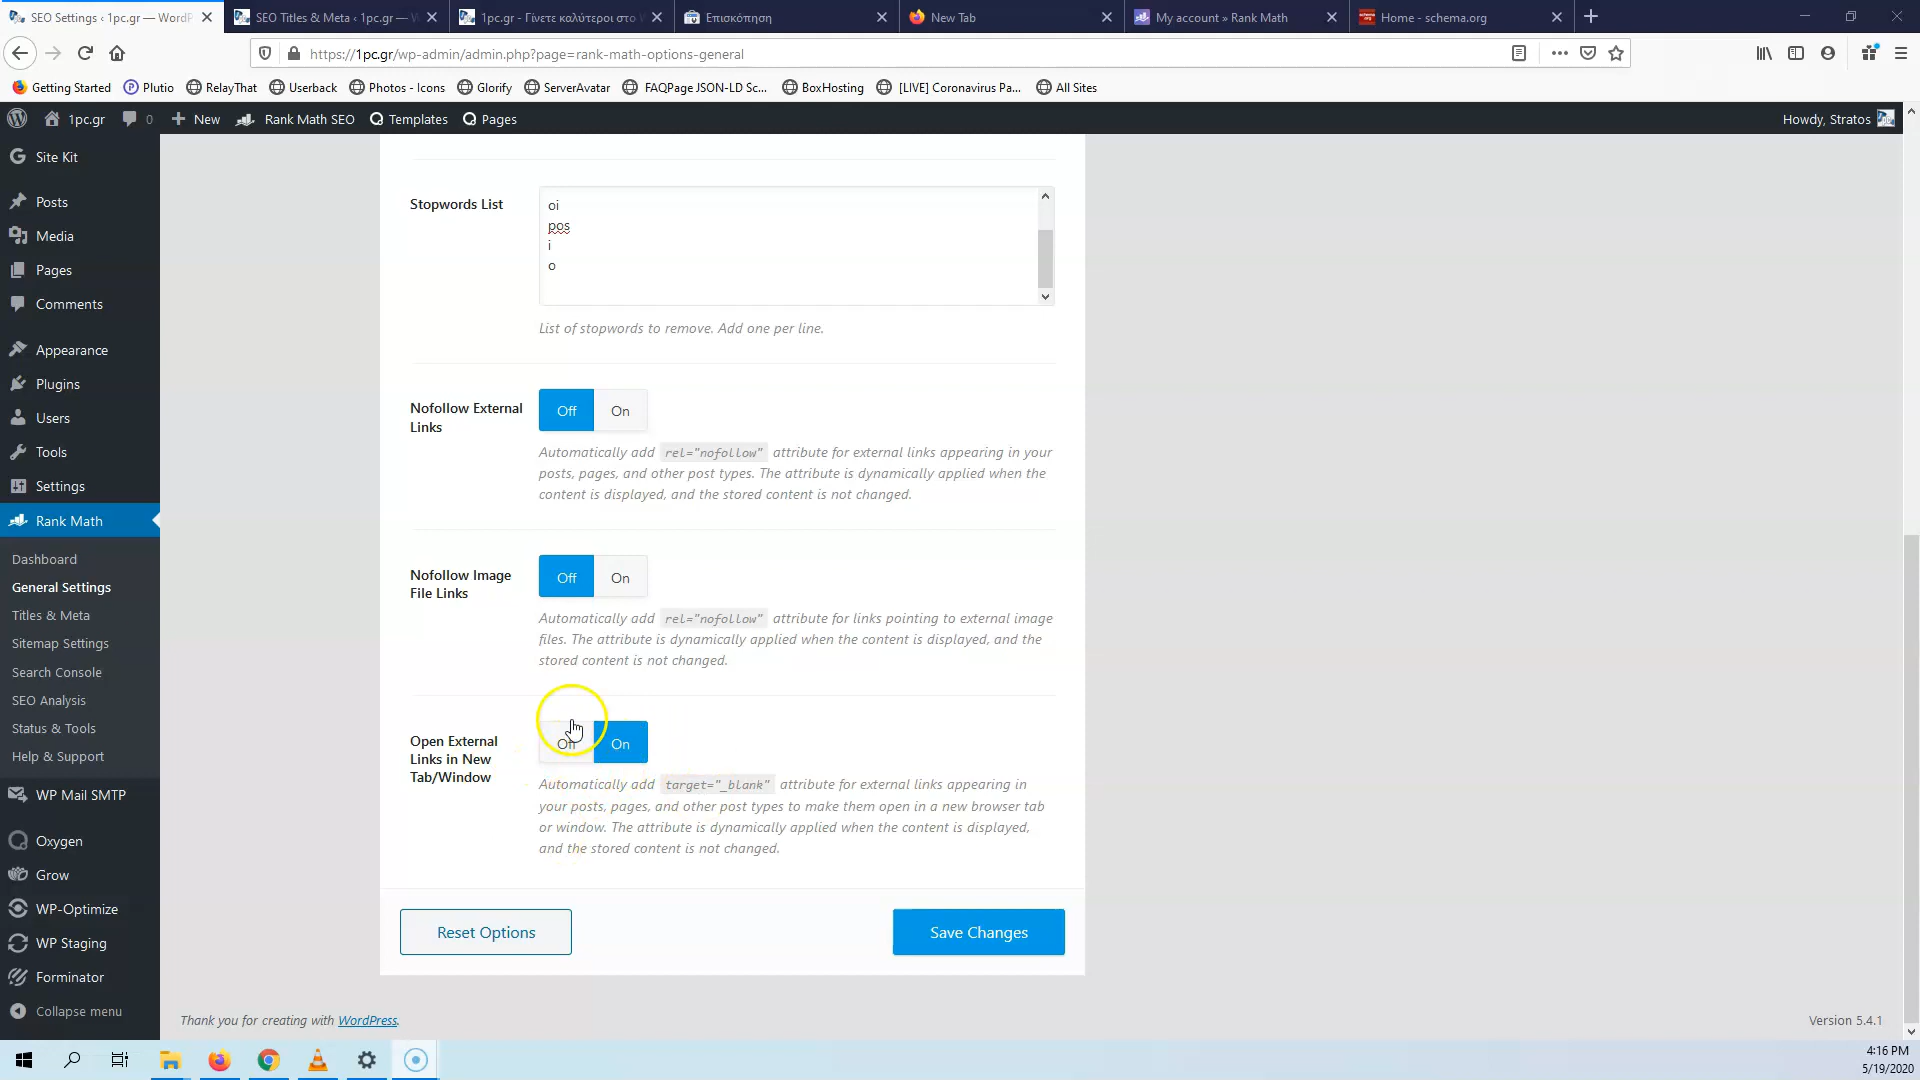 SEO Settings ‹ 1pc.gr — WordP
SEO Titles & Meta ‹ 1pc.gr — W
1pc.gr - Γίνετε καλύτεροι στο W
Επισκόπηση
New Tab
My account » Rank Math
Home - schema.org
https://1pc.gr/wp-admin/admin.php?page=rank-math-options-general
Getting Started
Plutio
RelayThat
Userback
Photos - Icons
Glorify
ServerAvatar
FAQPage JSON-LD Sc...
BoxHosting
[LIVE] Coronavirus Pa...
All Sites
1pc.gr
0
New
Rank Math SEO
Templates
Pages
Howdy, Stratos
Site Kit
Posts
Media
Pages
Comments
Appearance
Plugins
Users
Tools
Settings
Rank Math
Dashboard
General Settings
Titles & Meta
Sitemap Settings
Search Console
SEO Analysis
Status & Tools
Help & Support
WP Mail SMTP
Oxygen
Grow
WP-Optimize
WP Staging
Forminator
Collapse menu
Stopwords List
oi
pos
i
o
List of stopwords to remove. Add one per line.
Nofollow External
Links
Off
On
Automatically add rel="nofollow" attribute for external links appearing in your
posts, pages, and other post types. The attribute is dynamically applied when the
content is displayed, and the stored content is not changed.
Nofollow Image
File Links
Off
On
Automatically add rel="nofollow" attribute for links pointing to external image
files. The attribute is dynamically applied when the content is displayed, and the
stored content is not changed.
Open External
Links in New
Tab/Window
Off
On
Automatically add target="_blank" attribute for external links appearing in
your posts, pages, and other post types to make them open in a new browser tab
or window. The attribute is dynamically applied when the content is displayed,
and the stored content is not changed.
Reset Options
Save Changes
Thank you for creating with WordPress.
Version 5.4.1
4:16 PM
5/19/2020